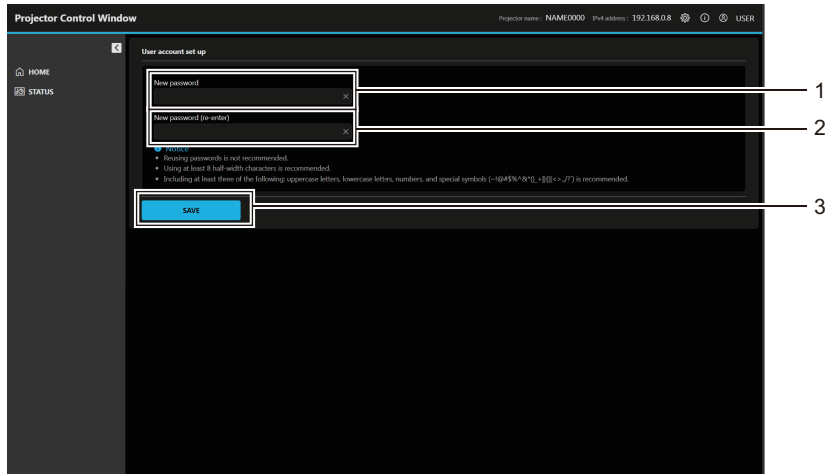 Projector Control Window
Projector name : NAME0000 IPv4 address : 192.168.0.8 USER
User account set up
HOME
STATUS
New password
1
New password (re-enter)
2
Notice
• Reusing passwords is not recommended.
• Using at least 8 half-width characters is recommended.
• Including at least three of the following: uppercase letters, lowercase letters, numbers, and special symbols (~!@#$%^&*()_+[]{}|<>.,/?`) is recommended.
SAVE
3